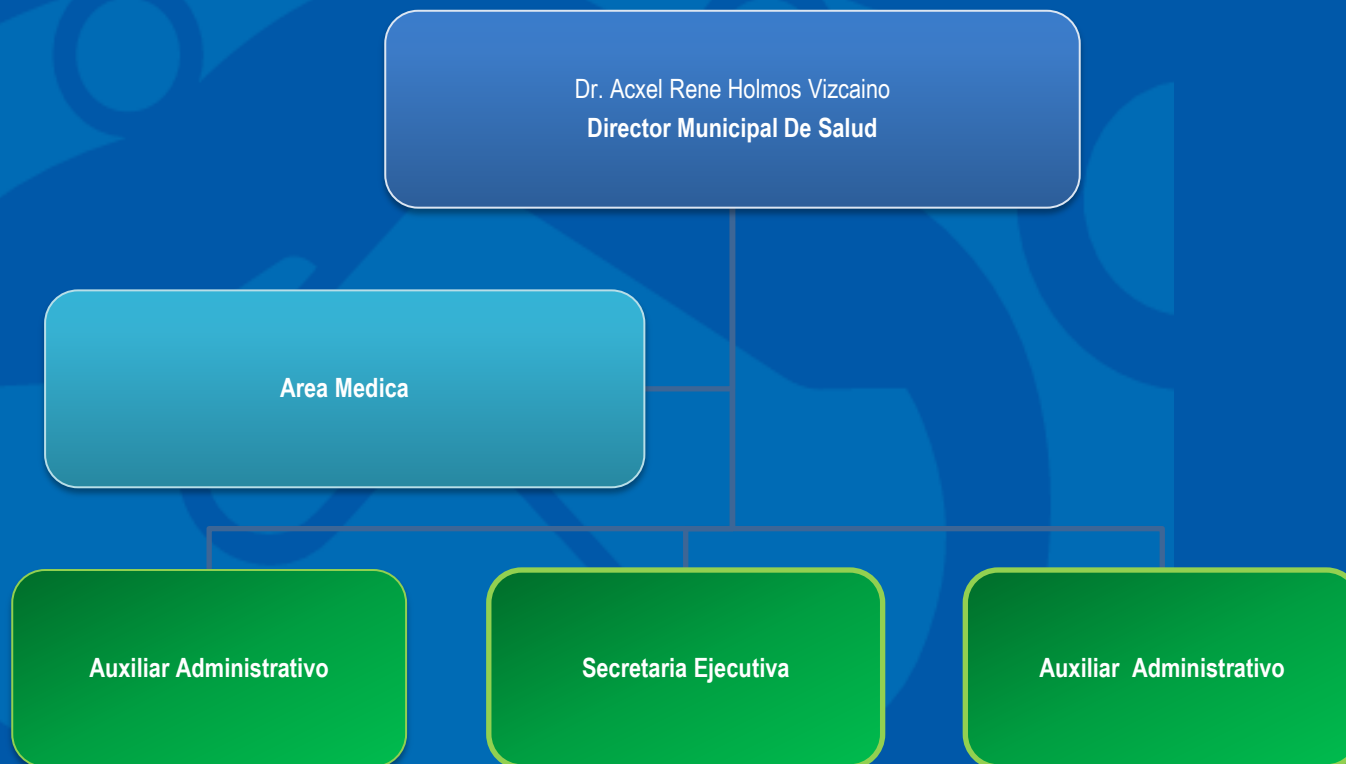 Dr. Acxel Rene Holmos Vizcaino
Director Municipal De Salud
Area Medica
Auxiliar Administrativo
Secretaria Ejecutiva
Auxiliar  Administrativo